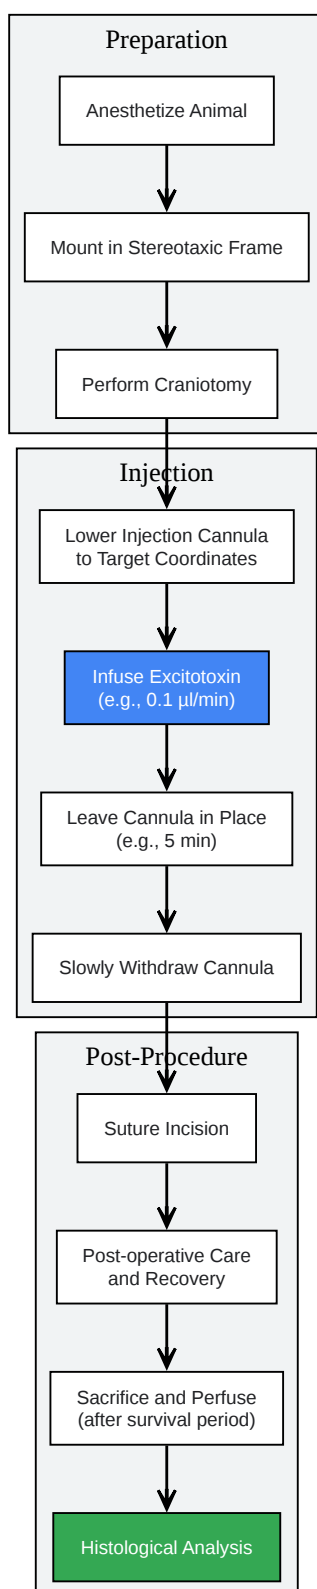 Preparation
Anesthetize Animal
Mount in Stereotaxic Frame
Perform Craniotomy
Injection
Lower Injection Cannula
to Target Coordinates
Infuse Excitotoxin
(e.g., 0.1 µl/min)
Leave Cannula in Place
(e.g., 5 min)
Slowly Withdraw Cannula
Post-Procedure
Suture Incision
Post-operative Care
and Recovery
Sacrifice and Perfuse
(after survival period)
Histological Analysis